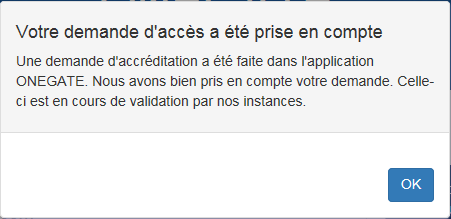 Votre demande d'accès a été prise en compte
Une demande d'accréditation a été faite dans l'application
ONEGATE. Nous avons bien pris en compte votre demande. Celle-
ci est en cours de validation par nos instances.
OK